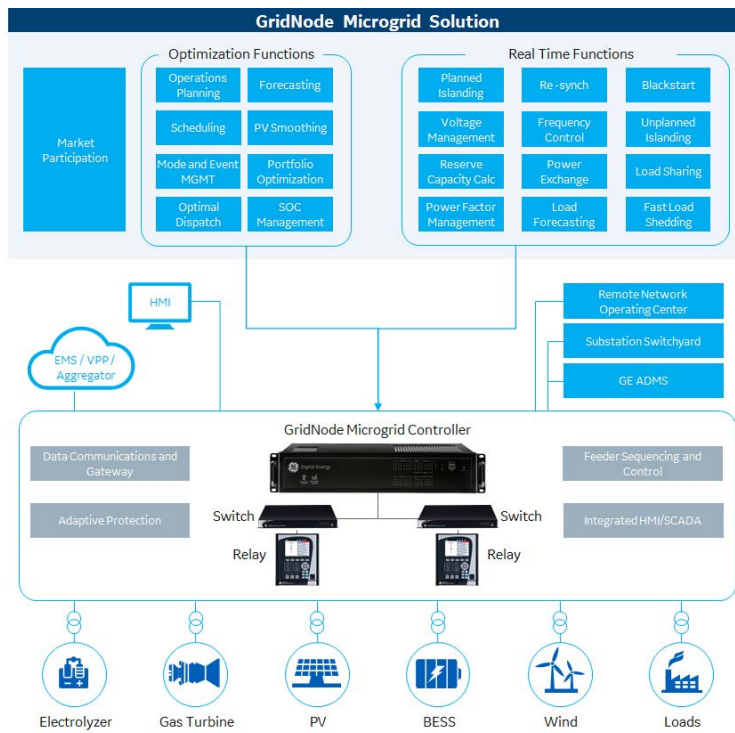 GridNode Microgrid Solution
Optimization Functions
Real Time Functions
Market
Participation
Operations
Planning
Forecasting
Scheduling
PV Smoothing
Mode and Event
MGMT
Portfolio
Optimization
Optimal
Dispatch
SOC
Management
Planned
Islanding
Re-synch
Blackstart
Voltage
Management
Frequency
Control
Unplanned
Islanding
Reserve
Capacity Calc
Power
Exchange
Load Sharing
Power Factor
Management
Load
Forecasting
Fast Load
Shedding
HMI
EMS / VPP /
Aggregator
Remote Network
Operating Center
Substation Switchyard
GE ADMS
GridNode Microgrid Controller
Data Communications and
Gateway
Adaptive Protection
Digital Energy
Feeder Sequencing and
Control
Integrated HMI/SCADA
Switch
Switch
Relay
Relay
Electrolyzer
Gas Turbine
PV
BESS
Wind
Loads